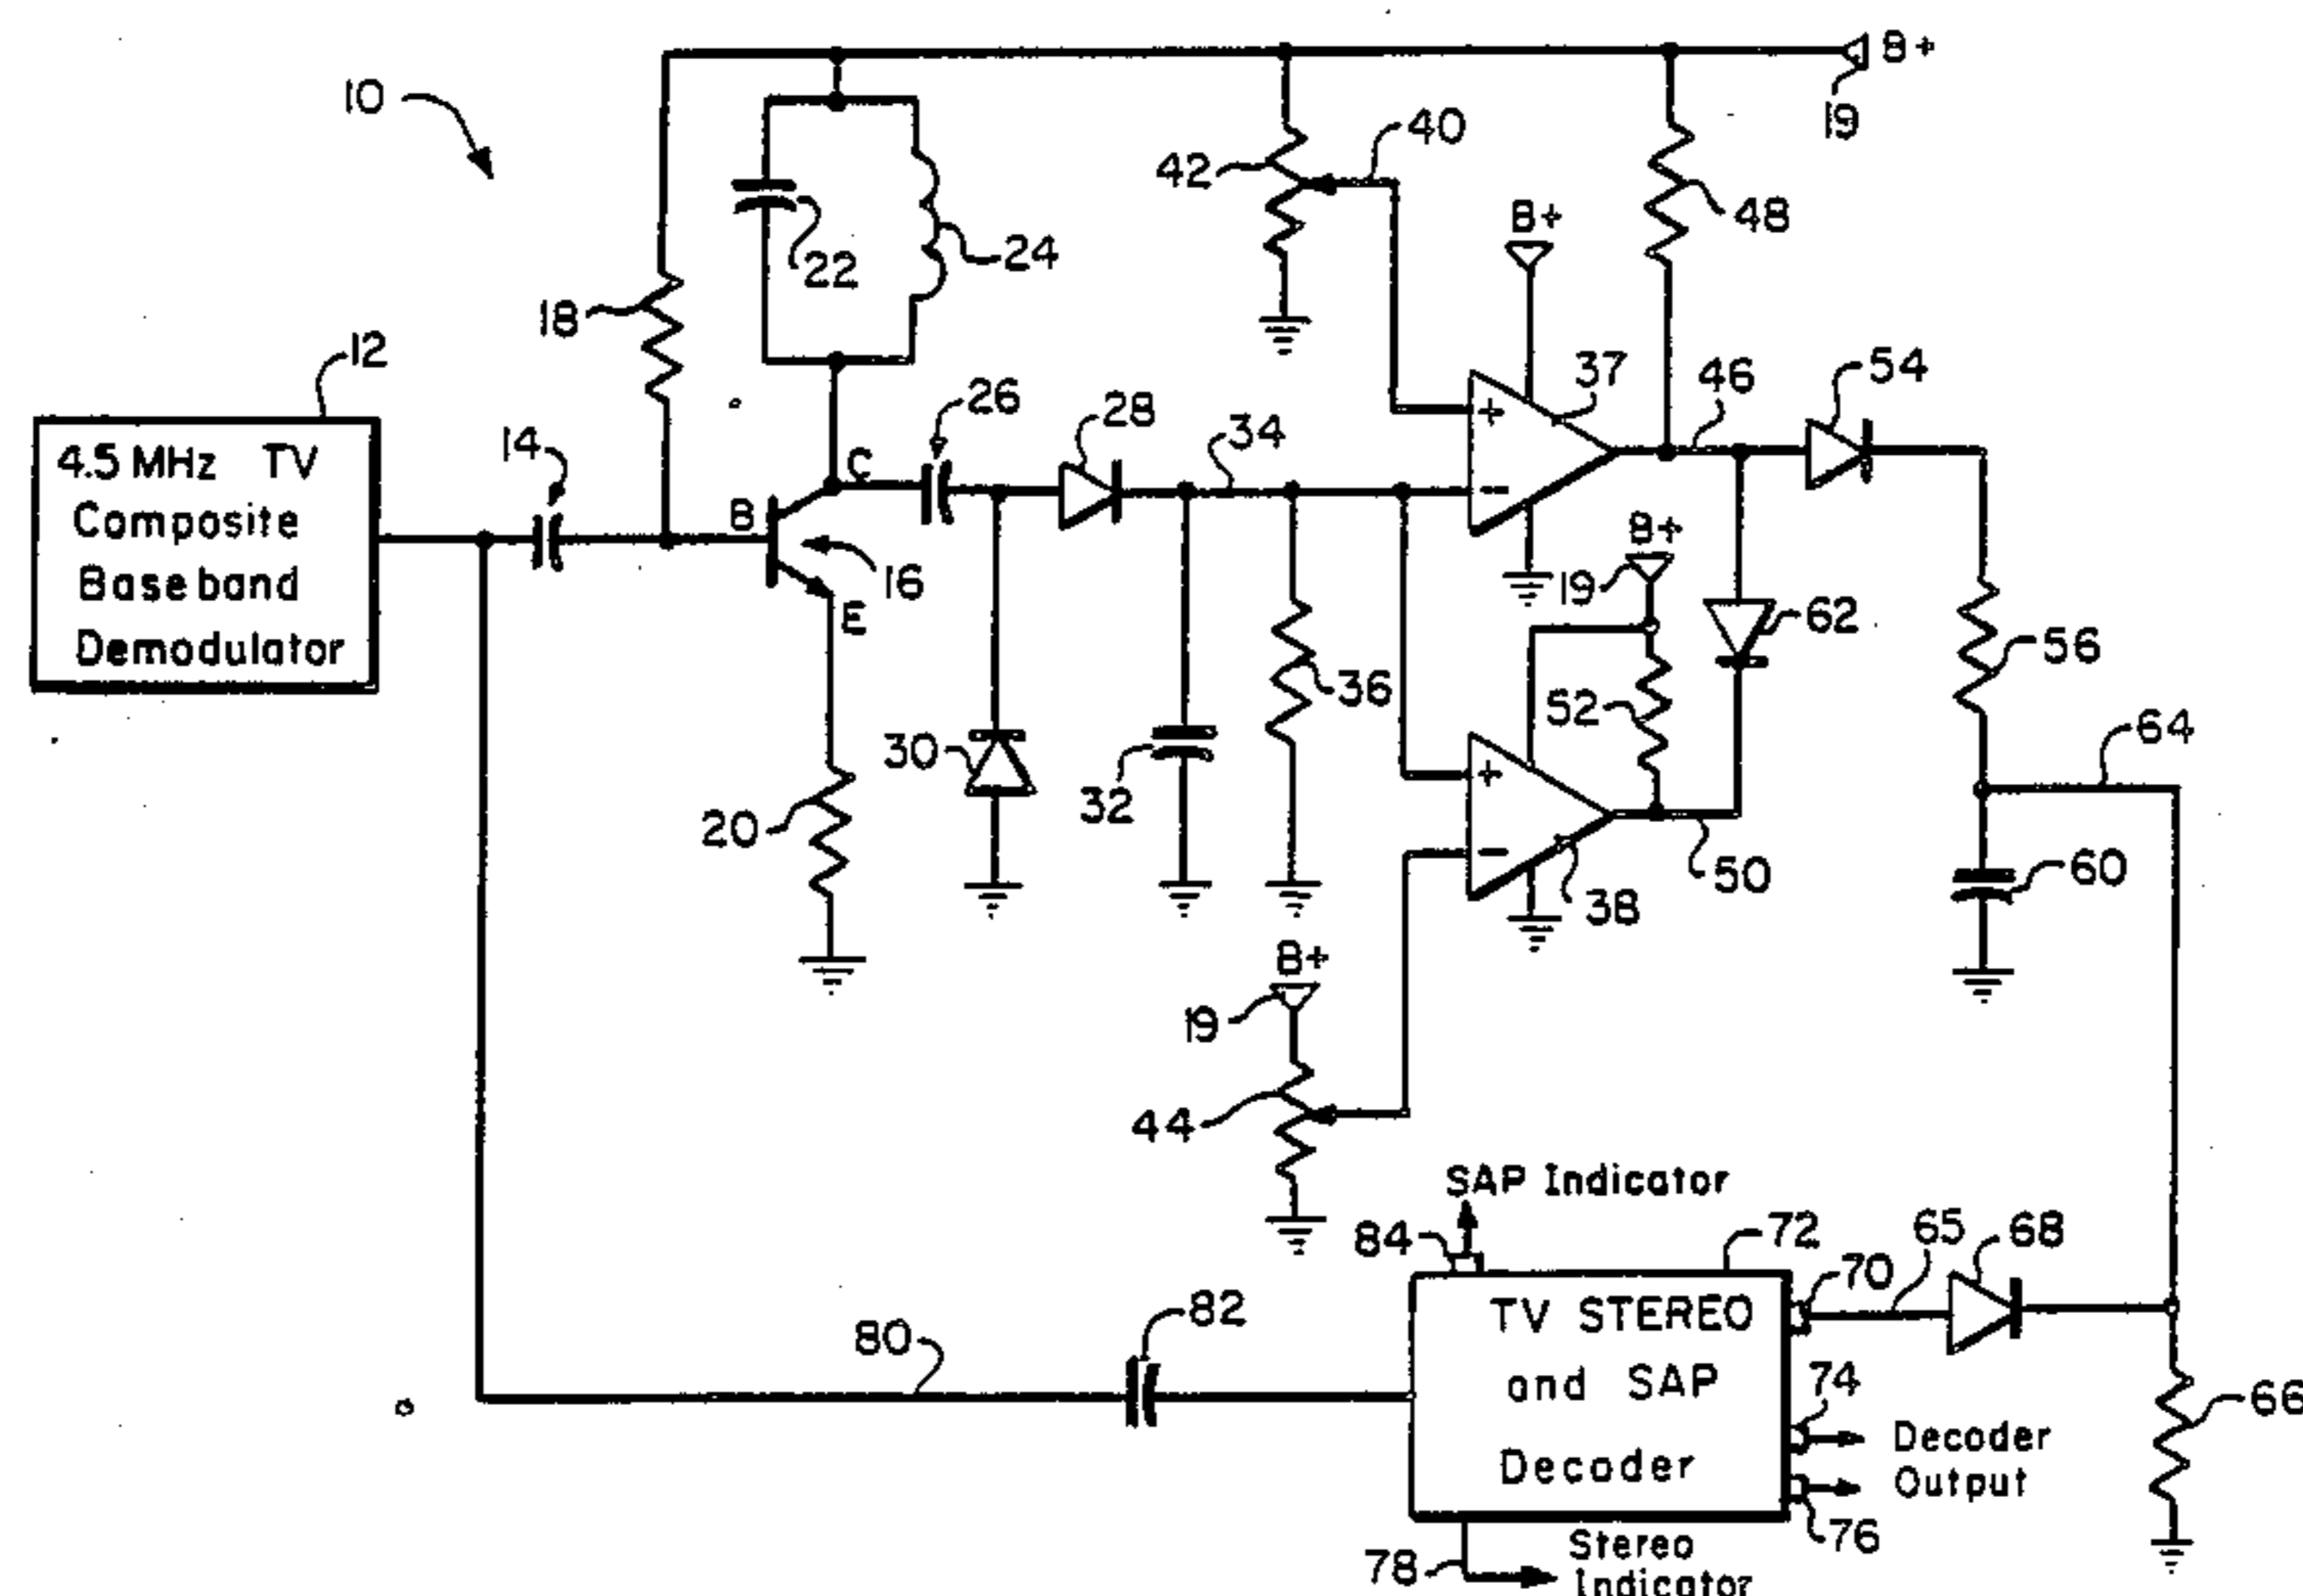 B+
19
10
40
42
48
B+
22
24
18
12
37
46
54
26
28
34
+
4.5 MHz TV
Composite
Baseband
Demodulator
14
C
B
16
E
-
B+
19
62
56
36
52
64
30
32
+
20
-
50
60
38
B+
19
44
SAP Indicator
84
72
65
68
70
TV STEREO
and SAP
Decoder
82
80
74
66
Decoder
Output
76
78
Stereo
Indicator